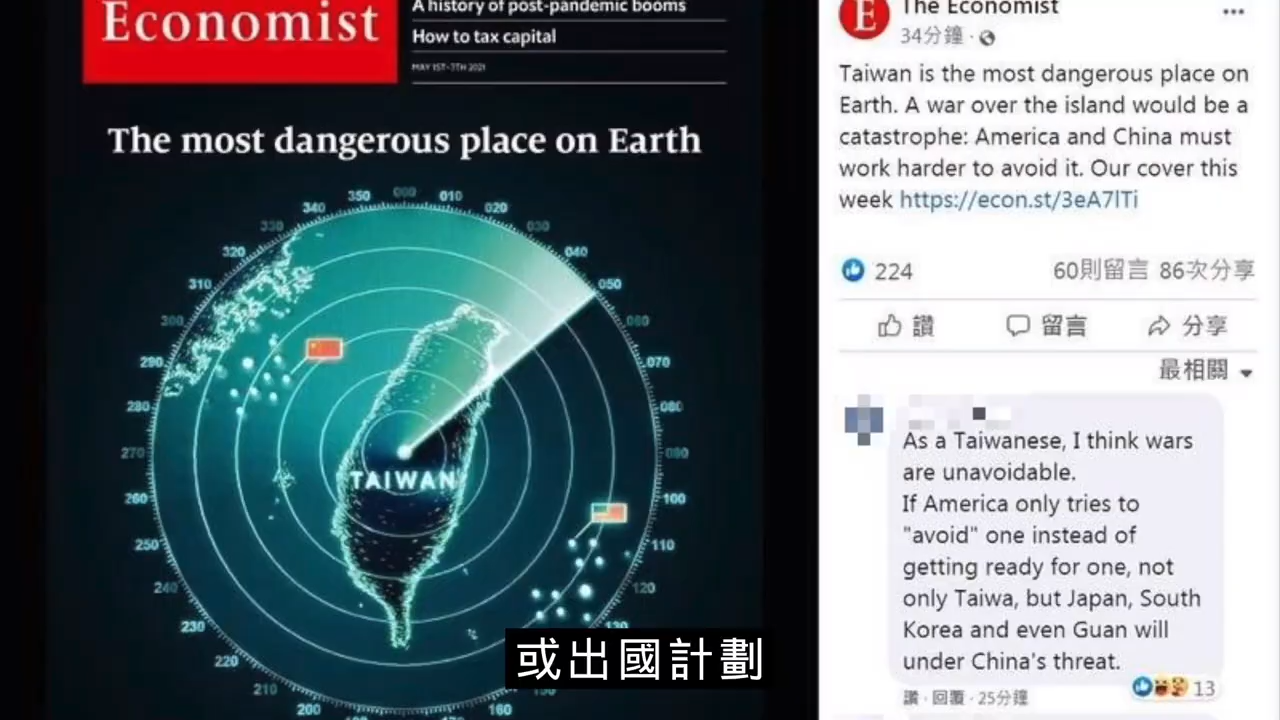 Economist
A history of post-pandemic booms
How to tax capital
MAY 1ST–7TH 2021
The most dangerous place on Earth
000
010
020
030
040
050
060
070
080
090
100
110
120
130
150
160
200
210
220
230
240
250
260
270
280
290
300
310
320
330
340
350
TAIWAN
或出國計劃
The Economist
34分鐘 ·
Taiwan is the most dangerous place on
Earth. A war over the island would be a
catastrophe: America and China must
work harder to avoid it. Our cover this
week https://econ.st/3eA7lTi
224
60則留言 86次分享
讚 留言 分享
最相關
As a Taiwanese, I think wars
are unavoidable.
If America only tries to
"avoid" one instead of
getting ready for one, not
only Taiwa, but Japan, South
Korea and even Guan will
under China's threat.
讚 · 回覆 · 25分鐘
13